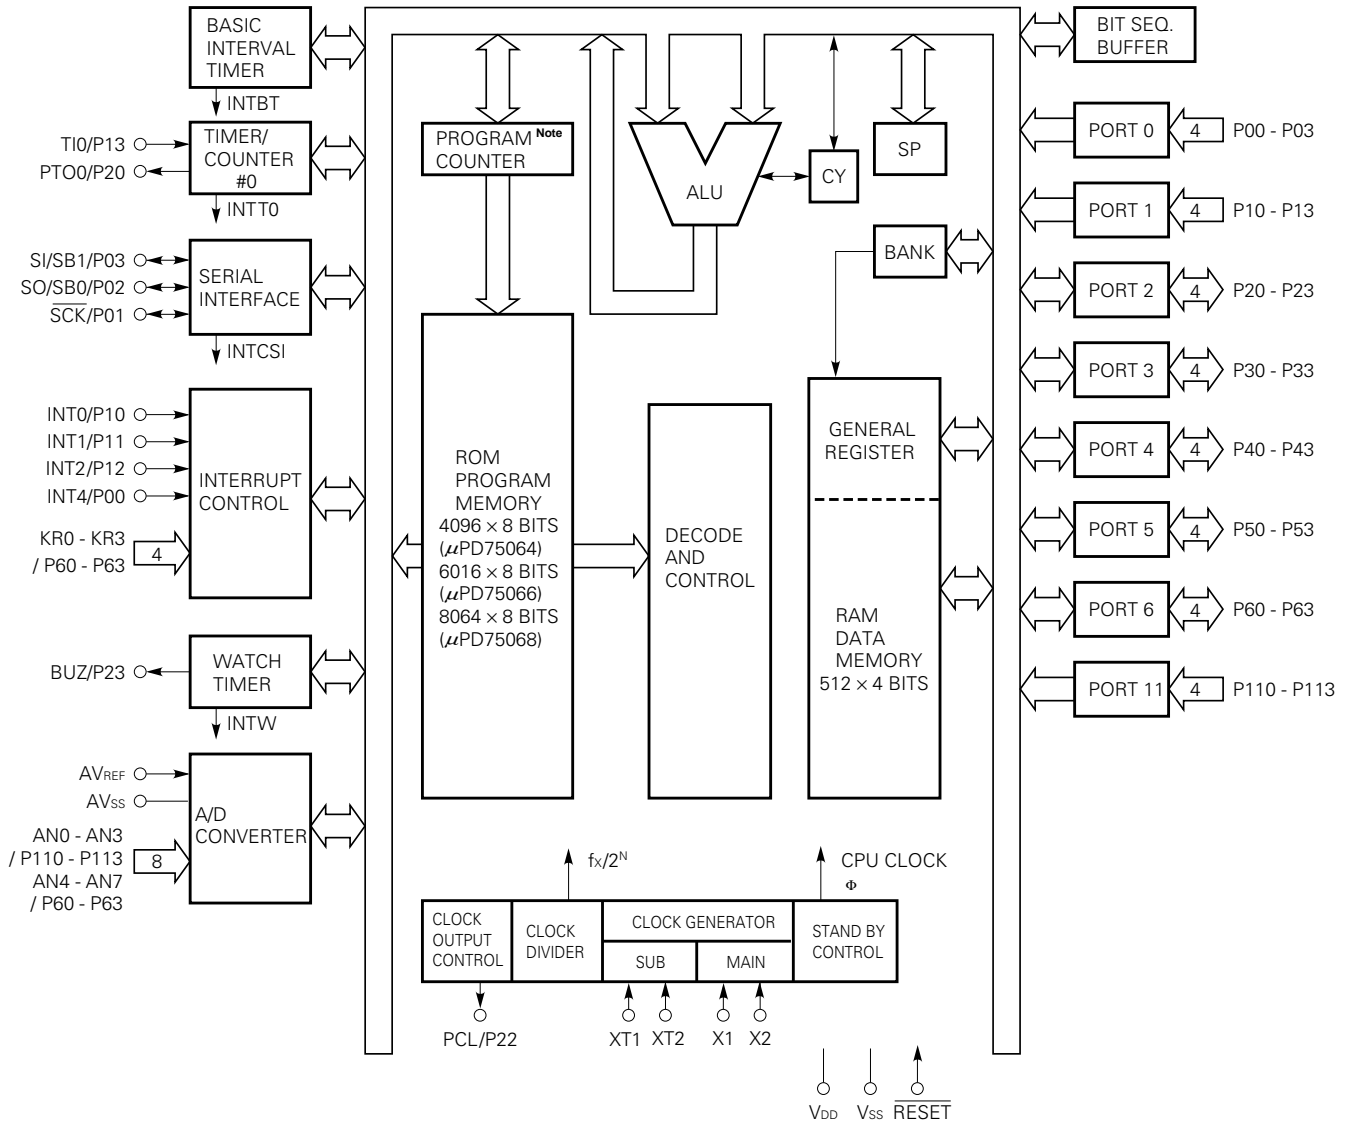 BASIC
INTERVAL
TIMER
INTBT
TI0/P13
PTO0/P20
TIMER/
COUNTER
#0
INTT0
SI/SB1/P03
SO/SB0/P02
SCK/P01
SERIAL
INTERFACE
INTCSI
INT0/P10
INT1/P11
INT2/P12
INT4/P00
KR0 - KR3
/ P60 - P63
4
INTERRUPT
CONTROL
BUZ/P23
WATCH
TIMER
INTW
AVREF
AVSS
AN0 - AN3
/ P110 - P113
AN4 - AN7
/ P60 - P63
8
A/D
CONVERTER
PROGRAM Note
COUNTER
ALU
CY
SP
BANK
ROM
PROGRAM
MEMORY
4096 × 8 BITS
(μPD75064)
6016 × 8 BITS
(μPD75066)
8064 × 8 BITS
(μPD75068)
DECODE
AND
CONTROL
GENERAL
REGISTER
RAM
DATA
MEMORY
512 × 4 BITS
fX/2N
CPU CLOCK
Φ
CLOCK
OUTPUT
CONTROL
CLOCK
DIVIDER
CLOCK GENERATOR
SUB
MAIN
STAND BY
CONTROL
PCL/P22
XT1
XT2
X1
X2
VDD
VSS
RESET
BIT SEQ.
BUFFER
PORT 0
4
P00 - P03
PORT 1
4
P10 - P13
PORT 2
4
P20 - P23
PORT 3
4
P30 - P33
PORT 4
4
P40 - P43
PORT 5
4
P50 - P53
PORT 6
4
P60 - P63
PORT 11
4
P110 - P113